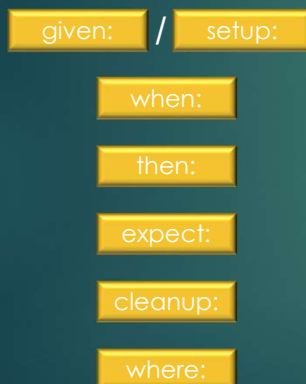 given: / setup:
when:
then:
expect:
cleanup:
where: